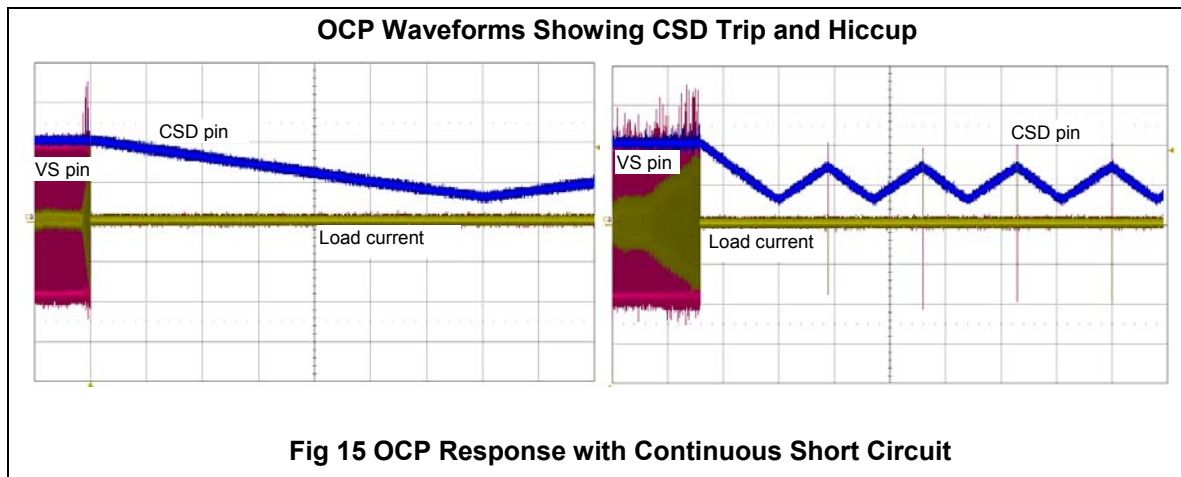 OCP Waveforms Showing CSD Trip and Hiccup
CSD pin
VS pin
Load current
CSD pin
VS pin
Load current
Fig 15 OCP Response with Continuous Short Circuit